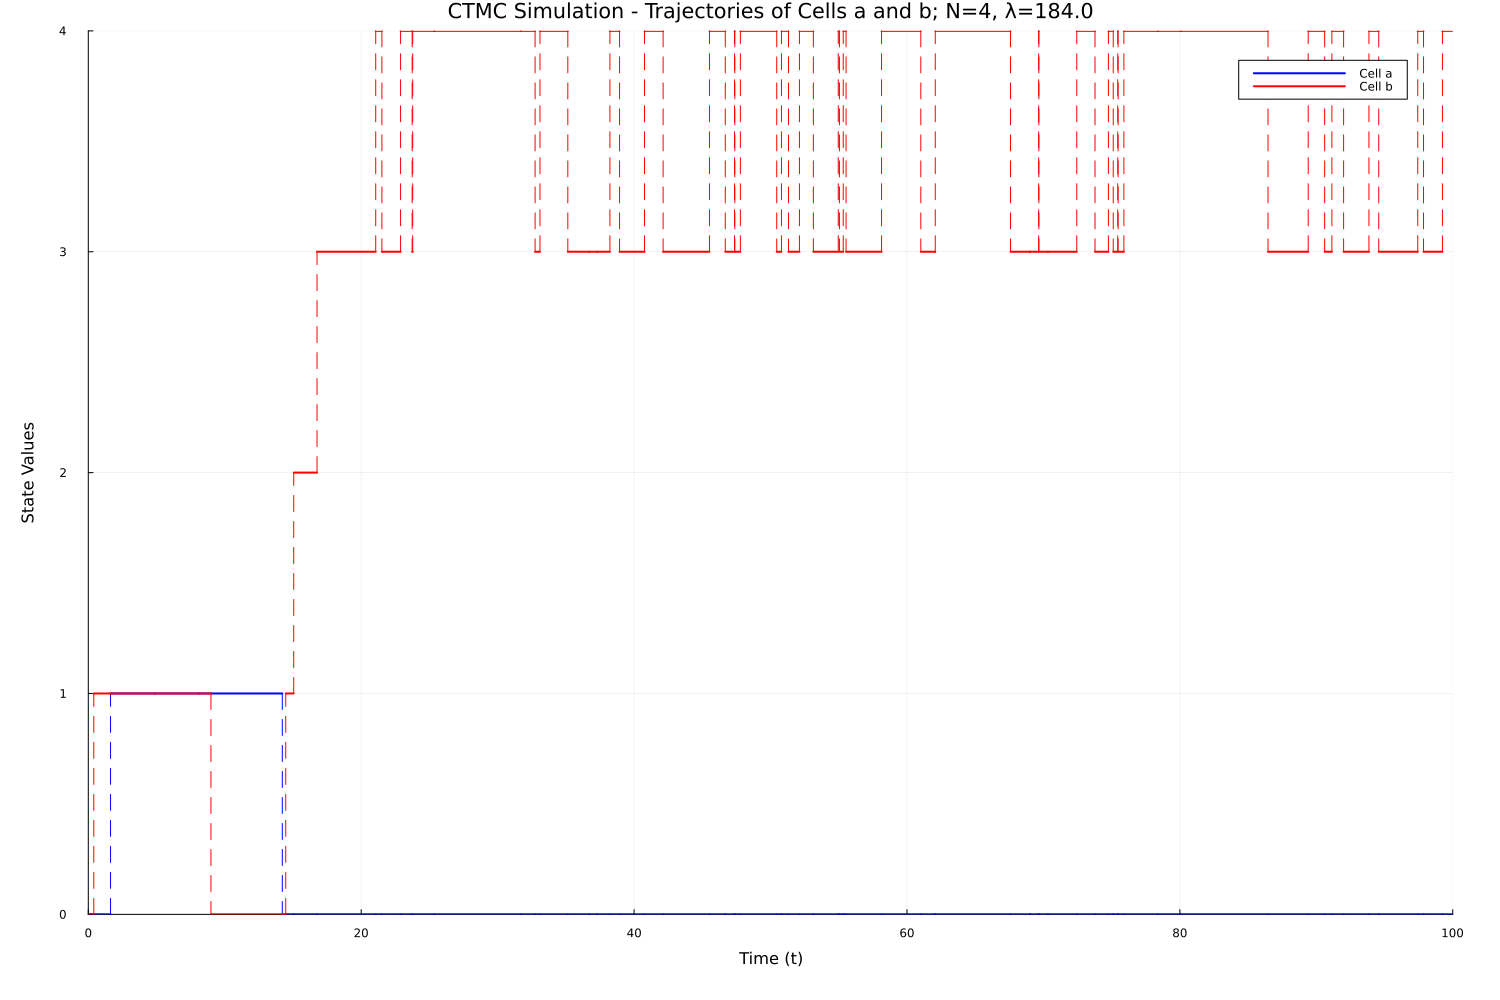 CTMC Simulation - Trajectories of Cells a and b; N=4, λ=184.0
4
Cell a
Cell b
3
State Values
2
1
0
0 20 40 60 80 100
Time (t)